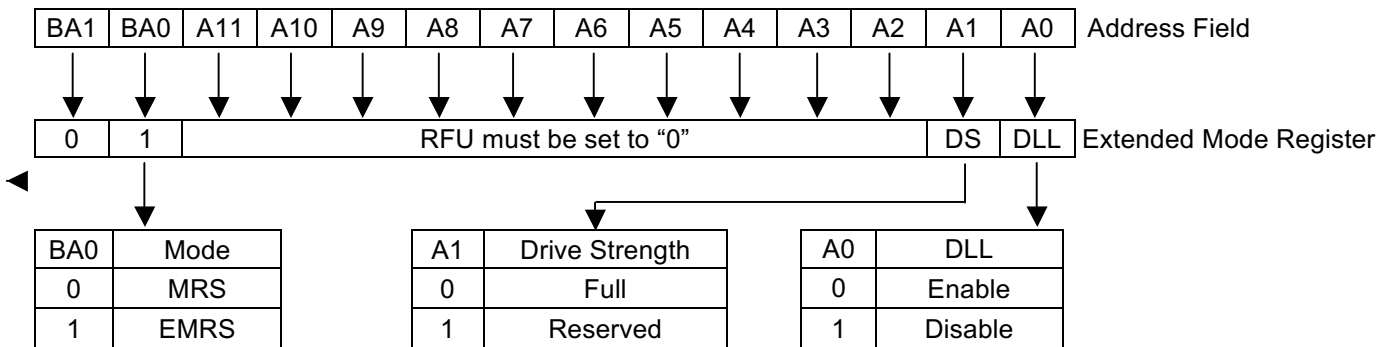 BA1 BA0 A11 A10 A9 A8 A7 A6 A5 A4 A3 A2 A1 A0 Address Field
0 1 RFU must be set to “0” DS DLL Extended Mode Register
BA0 Mode A1 Drive Strength A0 DLL
0 MRS 0 Full 0 Enable
1 EMRS 1 Reserved 1 Disable